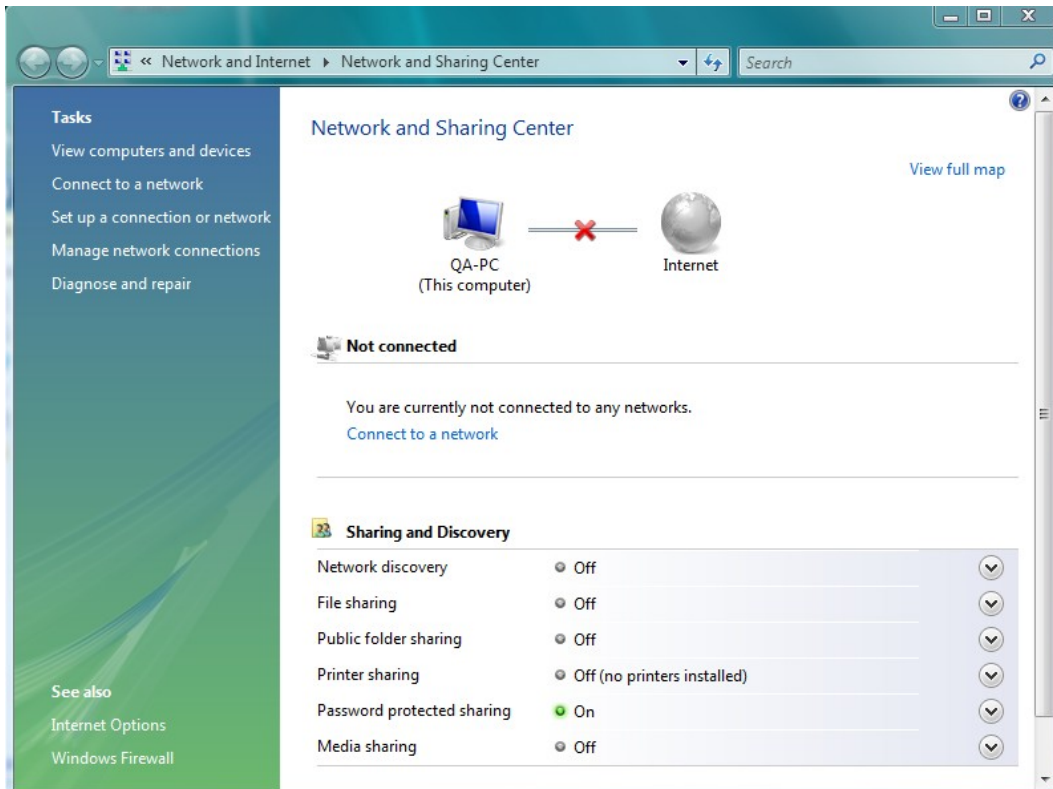 « Network and Internet ▸ Network and Sharing Center
Search
Tasks
View computers and devices
Connect to a network
Set up a connection or network
Manage network connections
Diagnose and repair
See also
Internet Options
Windows Firewall
Network and Sharing Center
View full map
QA-PC
(This computer)
Internet
Not connected
You are currently not connected to any networks.
Connect to a network
Sharing and Discovery
Network discovery Off
File sharing Off
Public folder sharing Off
Printer sharing Off (no printers installed)
Password protected sharing On
Media sharing Off